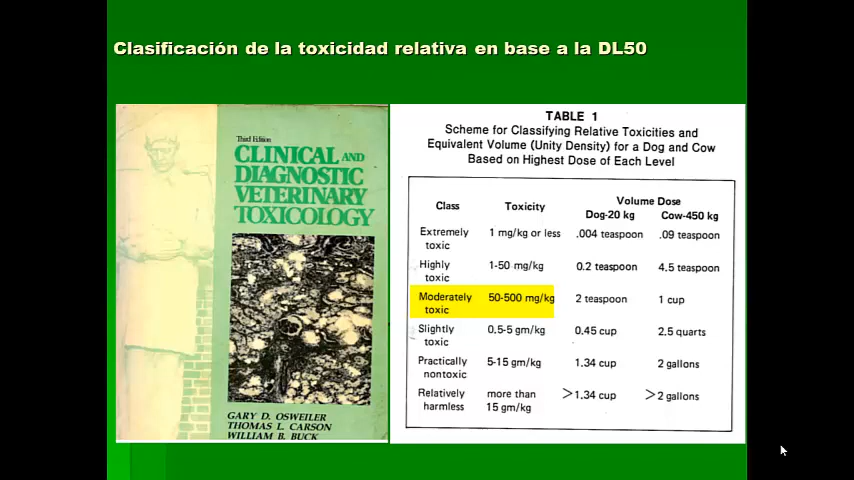 Clasificación de la toxicidad relativa en base a la DL50
Third Edition
CLINICAL AND
DIAGNOSTIC
VETERINARY
TOXICOLOGY
GARY D. OSWEILER
THOMAS L. CARSON
WILLIAM B. BUCK
TABLE 1
Scheme for Classifying Relative Toxicities and
Equivalent Volume (Unity Density) for a Dog and Cow
Based on Highest Dose of Each Level
Volume Dose
Class Toxicity Dog-20 kg Cow-450 kg
Extremely toxic 1 mg/kg or less .004 teaspoon .09 teaspoon
Highly toxic 1-50 mg/kg 0.2 teaspoon 4.5 teaspoon
Moderately toxic 50-500 mg/kg 2 teaspoon 1 cup
Slightly toxic 0.5-5 gm/kg 0.45 cup 2.5 quarts
Practically nontoxic 5-15 gm/kg 1.34 cup 2 gallons
Relatively harmless more than 15 gm/kg >1.34 cup >2 gallons